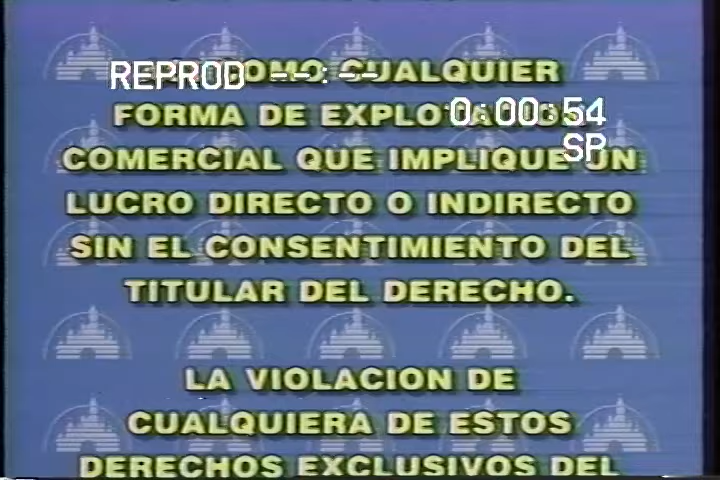 REPROD --:--
CUALQUIER
FORMA DE
0:00:54
SP
COMERCIAL QUE IMPLIQUE UN
LUCRO DIRECTO O INDIRECTO
SIN EL CONSENTIMIENTO DEL
TITULAR DEL DERECHO.
LA VIOLACION DE
CUALQUIERA DE ESTOS
DERECHOS EXCLUSIVOS DEL